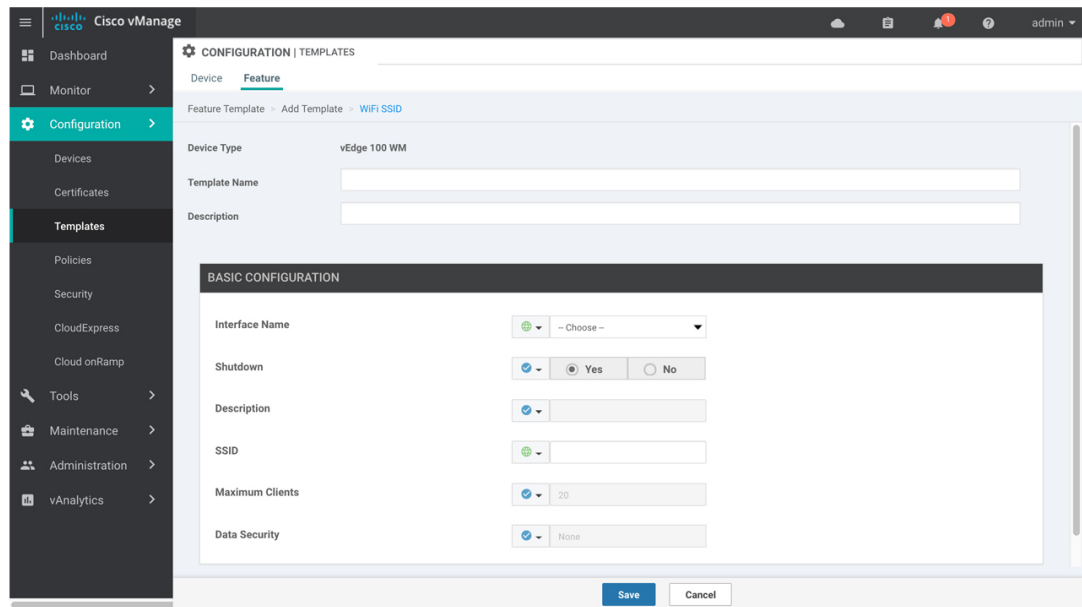 CISCO Cisco vManage
1
admin
Dashboard
Monitor
Configuration
Devices
Certificates
Templates
Policies
Security
CloudExpress
Cloud onRamp
Tools
Maintenance
Administration
vAnalytics
CONFIGURATION | TEMPLATES
Device Feature
Feature Template > Add Template > WiFi SSID
Device Type vEdge 100 WM
Template Name
Description
BASIC CONFIGURATION
Interface Name -- Choose --
Shutdown Yes No
Description
SSID
Maximum Clients 20
Data Security None
Save Cancel